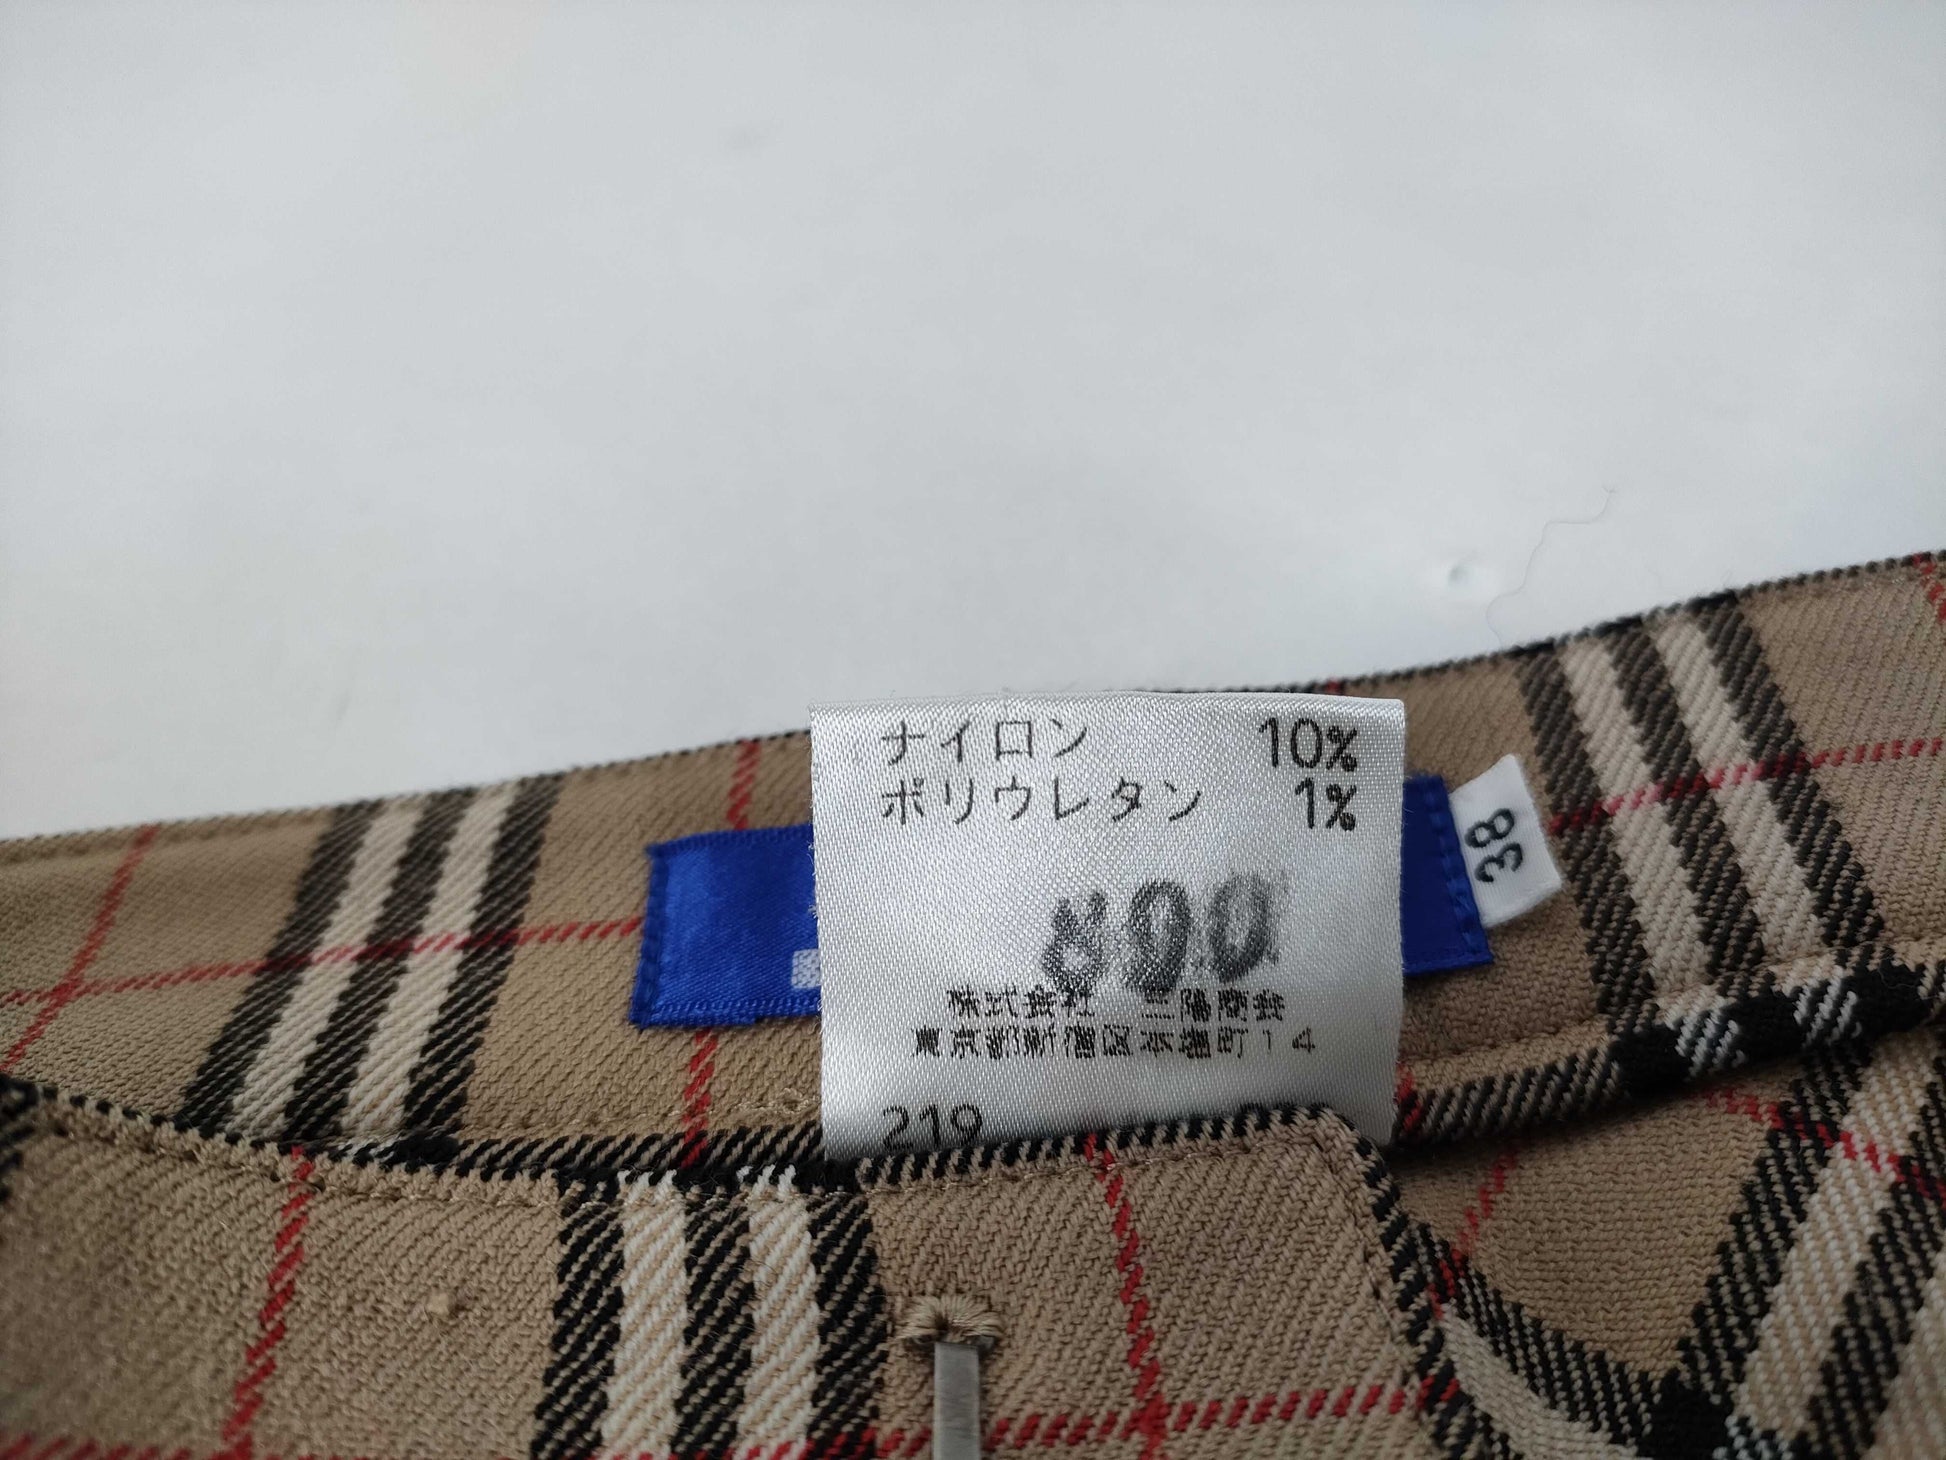 ナイロン 10%
ポリウレタン 1%
38
株式会社 三陽商会
東京都新宿区本塩町14
219